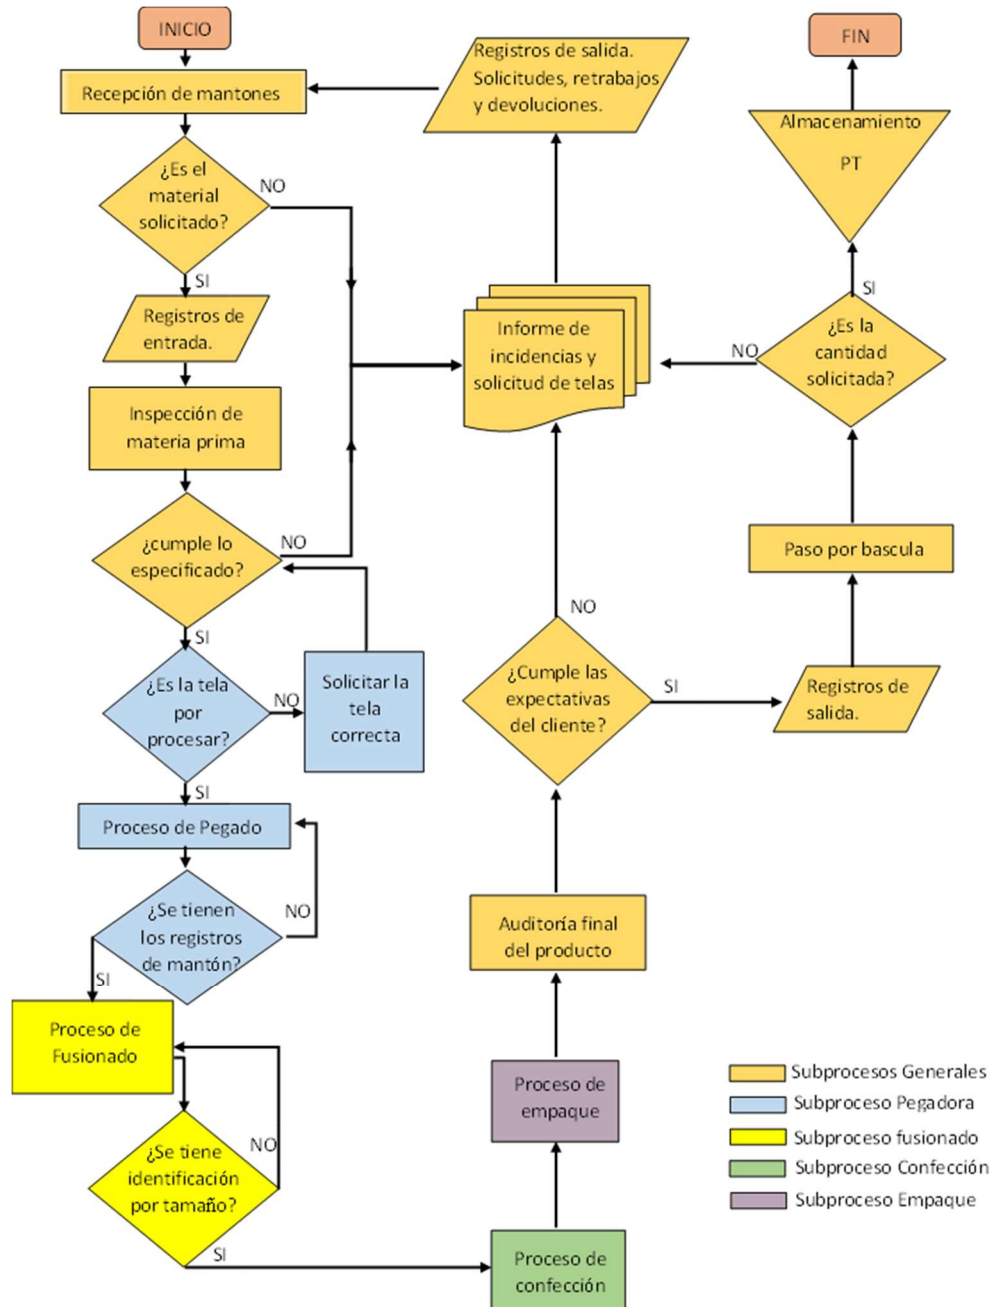 INICIO
Recepción de mantones
¿Es el
material
solicitado?
NO
SI
Registros de
entrada.
Inspección de
materia prima
¿cumple lo
especificado?
NO
SI
¿Es la tela
por
procesar?
NO
Solicitar la
tela
correcta
SI
Proceso de Pegado
¿Se tienen
los registros
de mantón?
NO
SI
Proceso de
Fusionado
¿Se tiene
identificación
por tamaño?
NO
SI
Proceso de
confección
Proceso de
empaque
Auditoría final
del producto
¿Cumple las
expectativas
del cliente?
NO
SI
Informe de
incidencias y
solicitud de telas
Registros de salida.
Solicitudes, retrabajos
y devoluciones.
Registros de
salida.
Paso por bascula
¿Es la
cantidad
solicitada?
NO
SI
Almacenamiento
PT
FIN
Subprocesos Generales
Subproceso Pegadora
Subproceso fusionado
Subproceso Confección
Subproceso Empaque